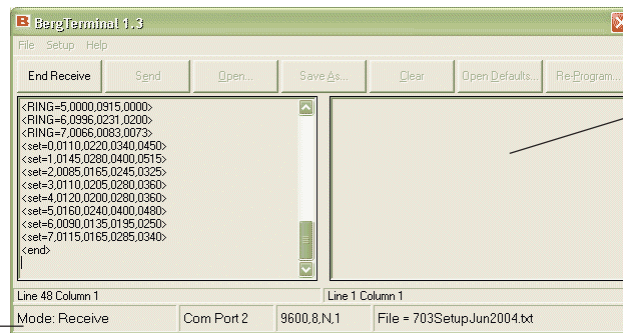 BergTerminal 1.3
File Setup Help
End Receive Send Open... Save As... Clear Open Defaults... Re-Program...
<RING=5,0000,0915,0000>
<RING=6,0996,0231,0200>
<RING=7,0066,0083,0073>
<set=0,0110,0220,0340,0450>
<set=1,0145,0280,0400,0515>
<set=2,0085,0165,0245,0325>
<set=3,0110,0205,0280,0360>
<set=4,0120,0200,0280,0360>
<set=5,0160,0240,0400,0480>
<set=6,0090,0135,0195,0250>
<set=7,0115,0165,0285,0340>
<end>
Line 48 Column 1 Line 1 Column 1
Mode: Receive Com Port 2 9600,8,N,1 File = 703SetupJun2004.txt